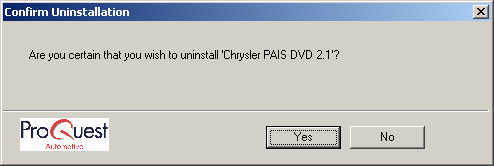 Confirm Uninstallation
Are you certain that you wish to uninstall 'Chrysler PAIS DVD 2.1'?
ProQuest
Automotive
Yes
No